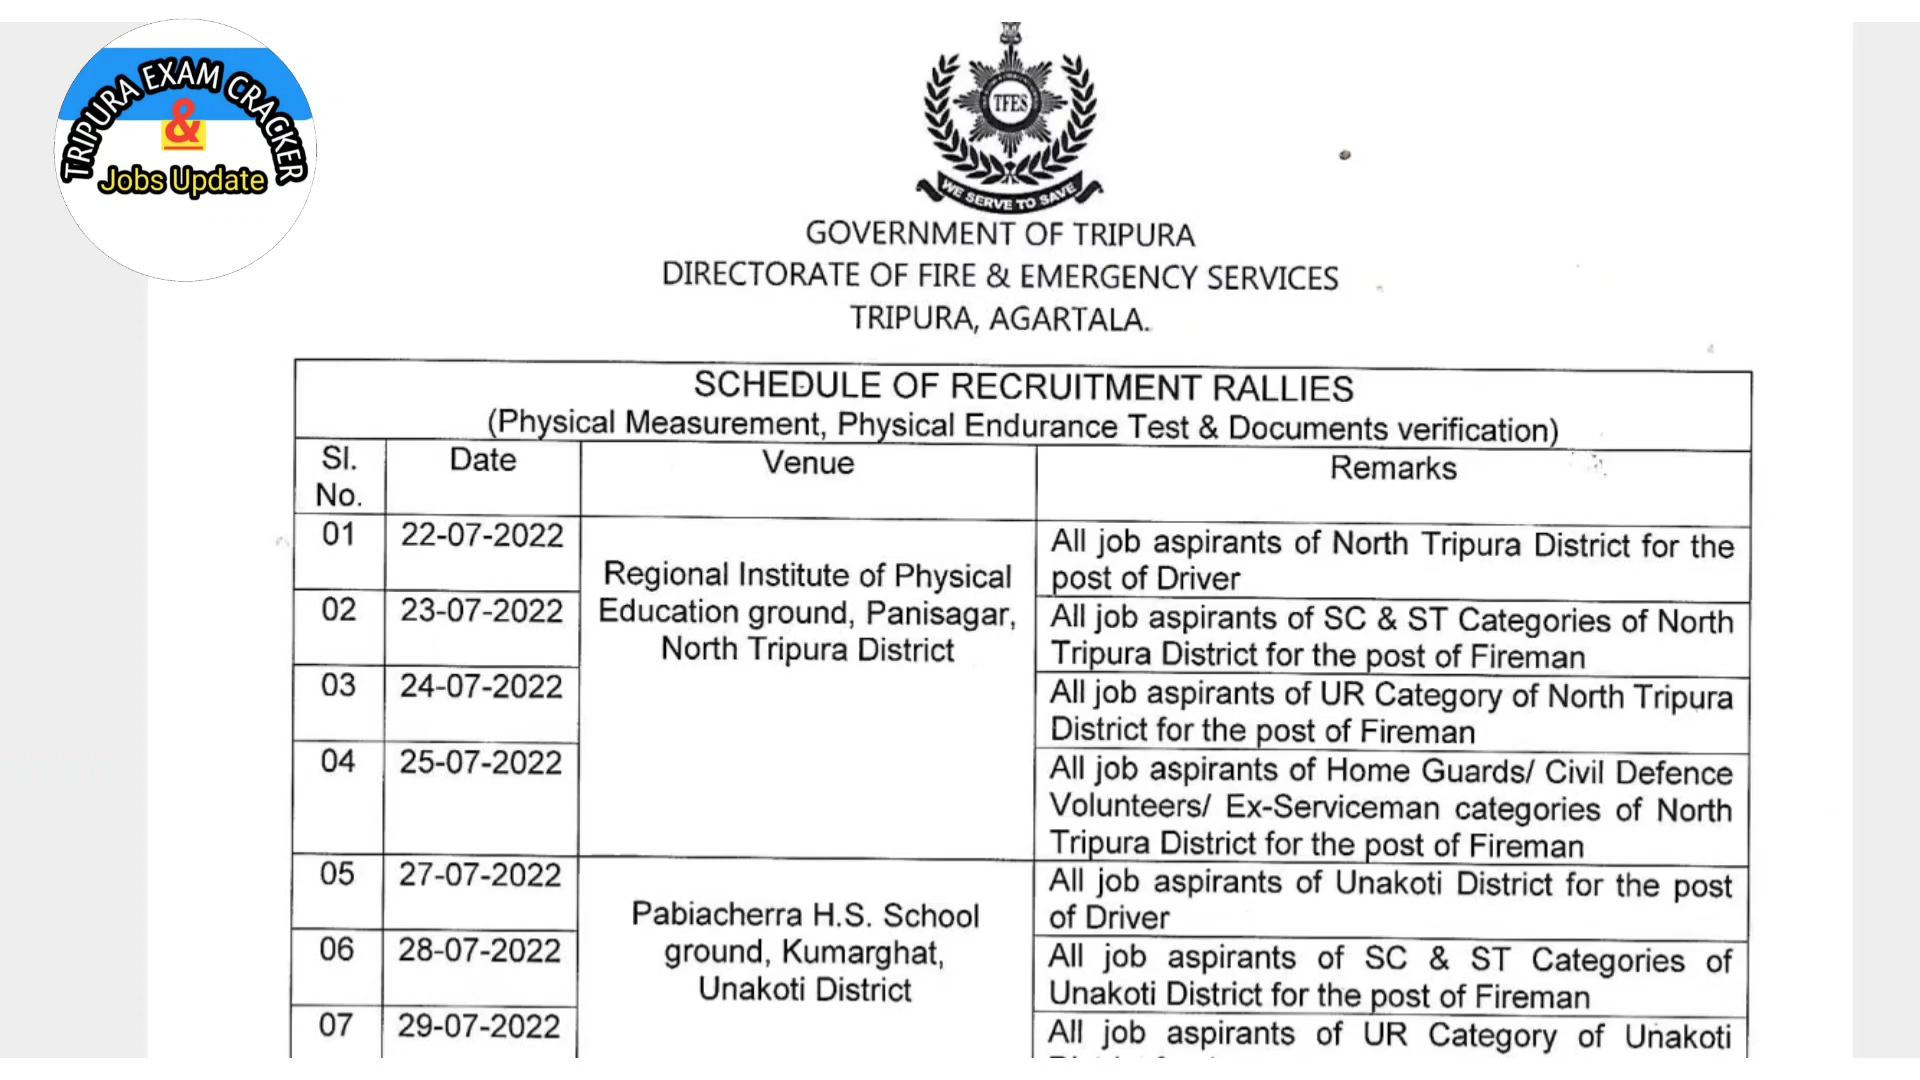 TRIPURA EXAM CRACKER
&
Jobs Update
TFES
WE SERVE TO SAVE
GOVERNMENT OF TRIPURA
DIRECTORATE OF FIRE & EMERGENCY SERVICES
TRIPURA, AGARTALA.
SCHEDULE OF RECRUITMENT RALLIES
(Physical Measurement, Physical Endurance Test & Documents verification)
Sl. No. Date Venue Remarks
01 22-07-2022
Regional Institute of Physical
Education ground, Panisagar,
North Tripura District
All job aspirants of North Tripura District for the
post of Driver
02 23-07-2022
All job aspirants of SC & ST Categories of North
Tripura District for the post of Fireman
03 24-07-2022
All job aspirants of UR Category of North Tripura
District for the post of Fireman
04 25-07-2022
All job aspirants of Home Guards/ Civil Defence
Volunteers/ Ex-Serviceman categories of North
Tripura District for the post of Fireman
05 27-07-2022
Pabiacherra H.S. School
ground, Kumarghat,
Unakoti District
All job aspirants of Unakoti District for the post
of Driver
06 28-07-2022
All job aspirants of SC & ST Categories of
Unakoti District for the post of Fireman
07 29-07-2022
All job aspirants of UR Category of Unakoti